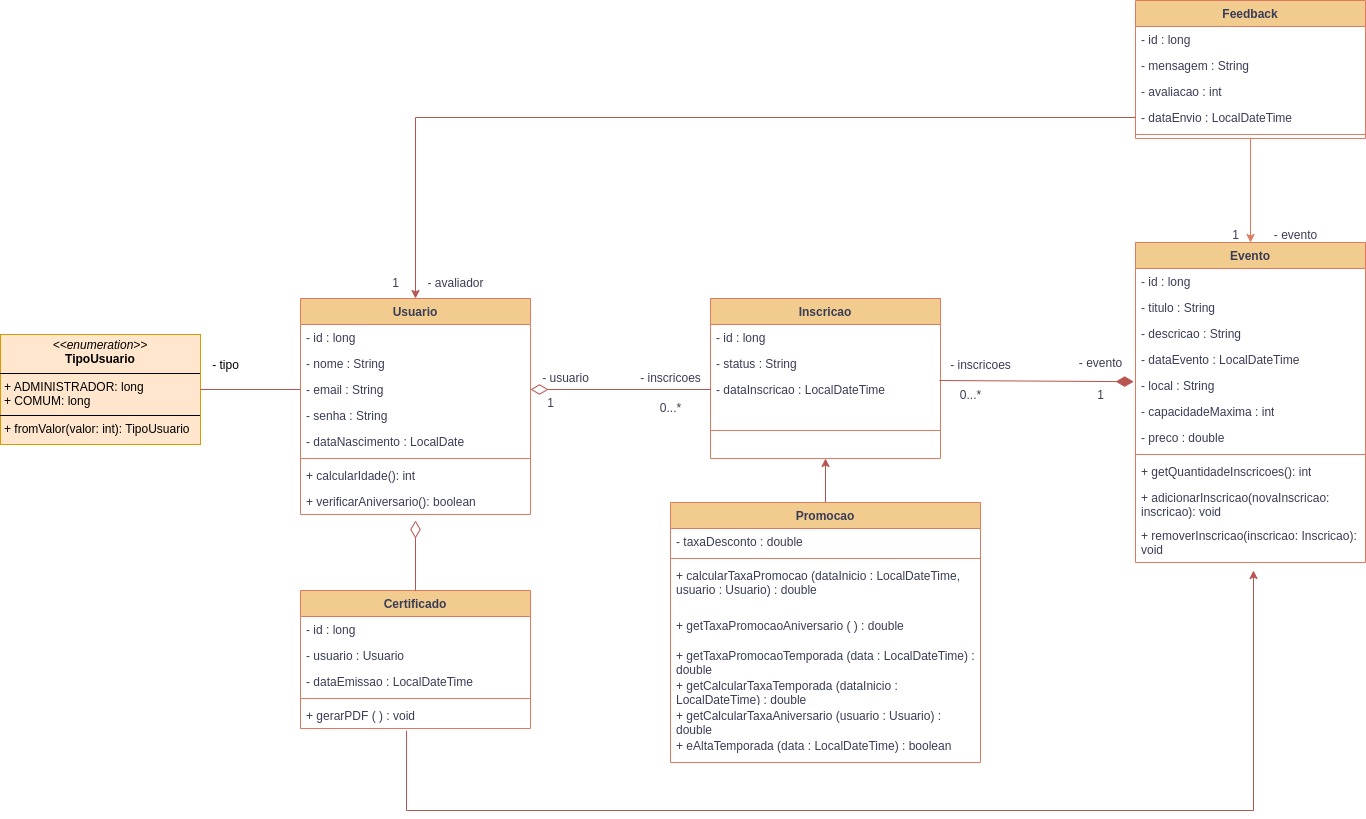 Feedback
- id : long
- mensagem : String
- avaliacao : int
- dataEnvio : LocalDateTime
1
- evento
Evento
- id : long
- titulo : String
- descricao : String
- dataEvento : LocalDateTime
- local : String
- capacidadeMaxima : int
- preco : double
+ getQuantidadeInscricoes(): int
+ adicionarInscricao(novaInscricao:
inscricao): void
+ removerInscricao(inscricao: Inscricao):
void
1
- avaliador
Usuario
- id : long
- nome : String
- email : String
- senha : String
- dataNascimento : LocalDate
+ calcularIdade(): int
+ verificarAniversario(): boolean
<<enumeration>>
TipoUsuario
+ ADMINISTRADOR: long
+ COMUM: long
+ fromValor(valor: int): TipoUsuario
- tipo
- usuario
1
- inscricoes
0...*
Inscricao
- id : long
- status : String
- dataInscricao : LocalDateTime
- inscricoes
0...*
- evento
1
Promocao
- taxaDesconto : double
+ calcularTaxaPromocao (dataInicio : LocalDateTime,
usuario : Usuario) : double
+ getTaxaPromocaoAniversario ( ) : double
+ getTaxaPromocaoTemporada (data : LocalDateTime) :
double
+ getCalcularTaxaTemporada (dataInicio :
LocalDateTime) : double
+ getCalcularTaxaAniversario (usuario : Usuario) :
double
+ eAltaTemporada (data : LocalDateTime) : boolean
Certificado
- id : long
- usuario : Usuario
- dataEmissao : LocalDateTime
+ gerarPDF ( ) : void